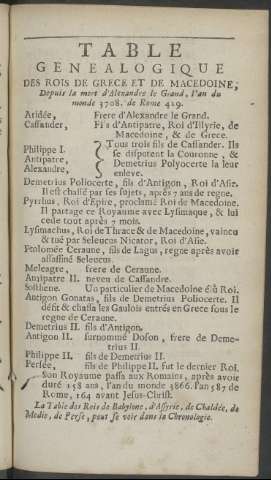 TABLE
GENEALOGIQUE
DES ROIS DE GRECE ET DE MACEDOINE,
Depuis la mort d'Alexandre le Grand, l'an du
monde 3708. de Rome 429.
Aridée, Frere d'Alexandre le Grand.
Cassander, Fi's d'Antipatre, Roi d'Illyrie, de
Macedoine, & de Grece.
Philippe I.
Antipatre,
Alexandre,
Tous trois fils de Cassander. Ils
se disputent la Couronne, &
Demetrius Polyocerte la leur
enleve.
Demetrius Poliocerte, fils d'Antigon, Roi d'Asie.
Il est chassé par ses sujets, après 7 ans de regne.
Pyrrhus, Roi d'Epire, proclamé Roi de Macedoine.
Il partage ce Royaume avec Lysimaque, & lui
cede tout après 7 mois.
Lysimachus, Roi de Thrace & de Macedoine, vaincu
& tué par Seleucus Nicator, Roi d'Asie.
Ptolomée Ceraune, fils de Lagus, regne après avoir
assassiné Seleucus.
Meleagre, frere de Ceraune.
Antipatre II. neveu de Cassandre.
Sosthene. Un particulier de Macedoine élû Roi.
Antigon Gonatas, fils de Demetrius Poliocerte. Il
défit & chassa les Gaulois entrés en Grece sous le
regne de Ceraune.
Demetrius II. fils d'Antigon.
Antigon II. surnommé Doson, frere de Deme-
trius II.
Philippe II. fils de Demetrius II.
Persée, fils de Philippe II. fut le dernier Roi.
Son Royaume passa aux Romains, après avoir
duré 158 ans, l'an du monde 3866. l'an 587 de
Rome, 164 avant Jesus-Christ.
La Table des Rois de Babylone, d'Assyrie, de Chaldée, de
Medie, de Perse, peut se voir dans la Chronologie.